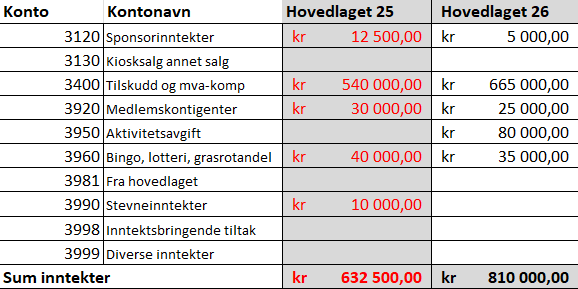 Konto Kontonavn Hovedlaget 25 Hovedlaget 26
3120 Sponsorinntekter kr 12 500,00 kr 5 000,00
3130 Kiosksalg annet salg
3400 Tilskudd og mva-komp kr 540 000,00 kr 665 000,00
3920 Medlemskontigenter kr 30 000,00 kr 25 000,00
3950 Aktivitetsavgift kr 80 000,00
3960 Bingo, lotteri, grasrotandel kr 40 000,00 kr 35 000,00
3981 Fra hovedlaget
3990 Stevneinntekter kr 10 000,00
3998 Inntektsbringende tiltak
3999 Diverse inntekter
Sum inntekter kr 632 500,00 kr 810 000,00